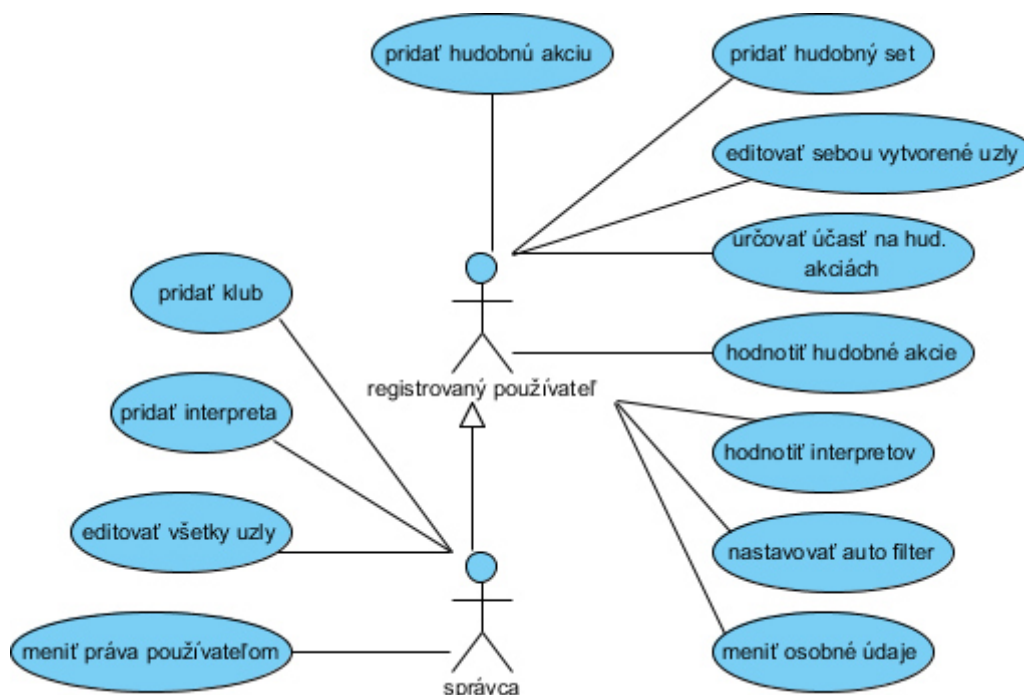 pridať hudobnú akciu
pridať hudobný set
editovať sebou vytvorené uzly
určovať účasť na hud.
akciách
pridať klub
hodnotiť hudobné akcie
registrovaný používateľ
pridať interpreta
hodnotiť interpretov
editovať všetky uzly
nastavovať auto filter
meniť práva používateľom
meniť osobné údaje
správca